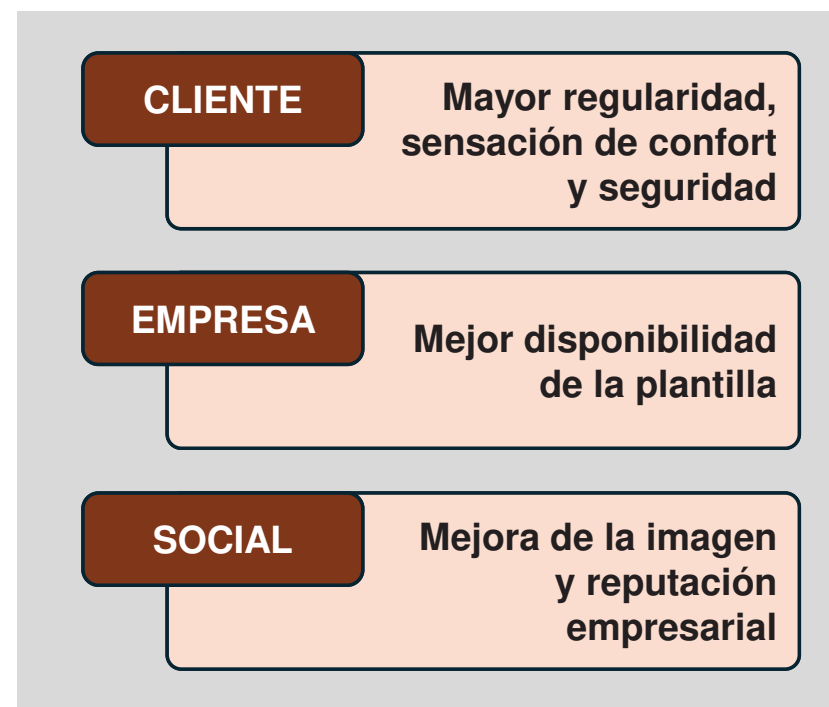 CLIENTE
Mayor regularidad,
sensación de confort
y seguridad
EMPRESA
Mejor disponibilidad
de la plantilla
SOCIAL
Mejora de la imagen
y reputación
empresarial